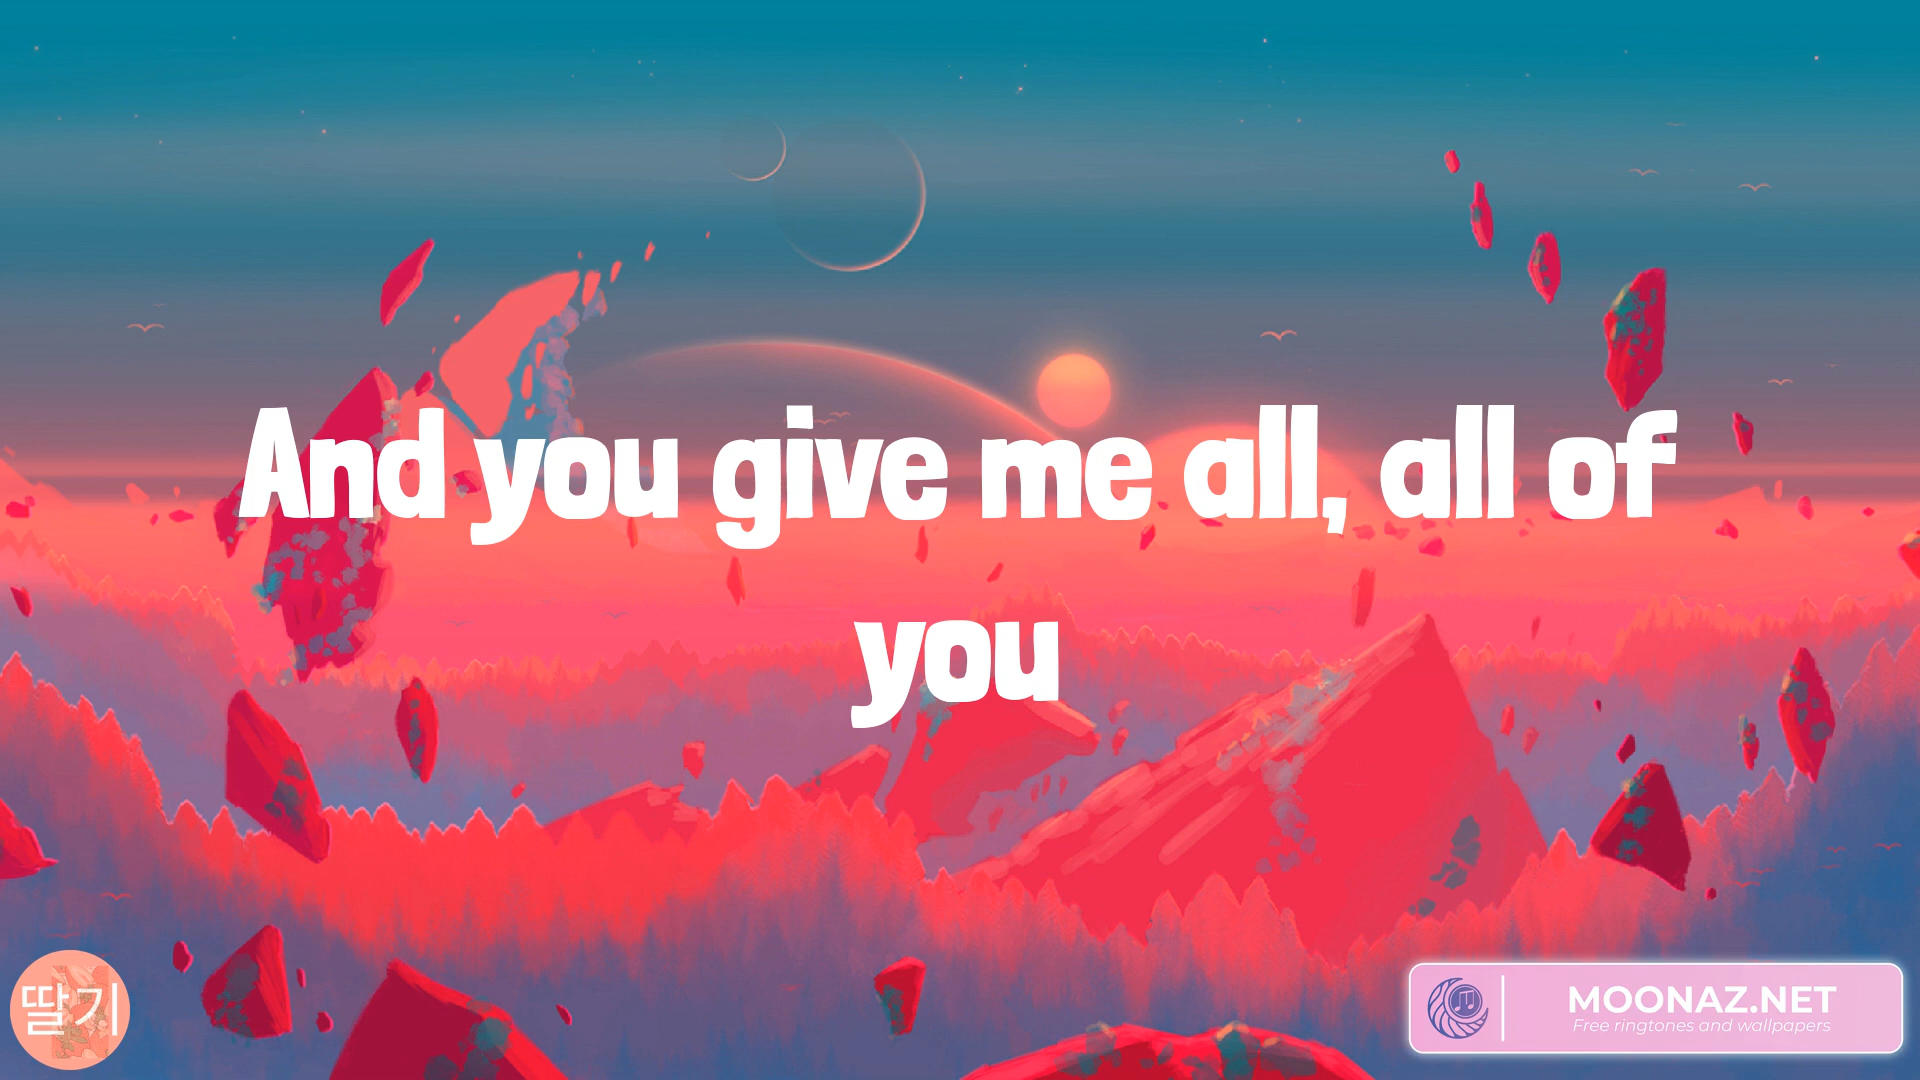 And you give me all, all of
you
딸기
MOONAZ.NET
Free ringtones and wallpapers